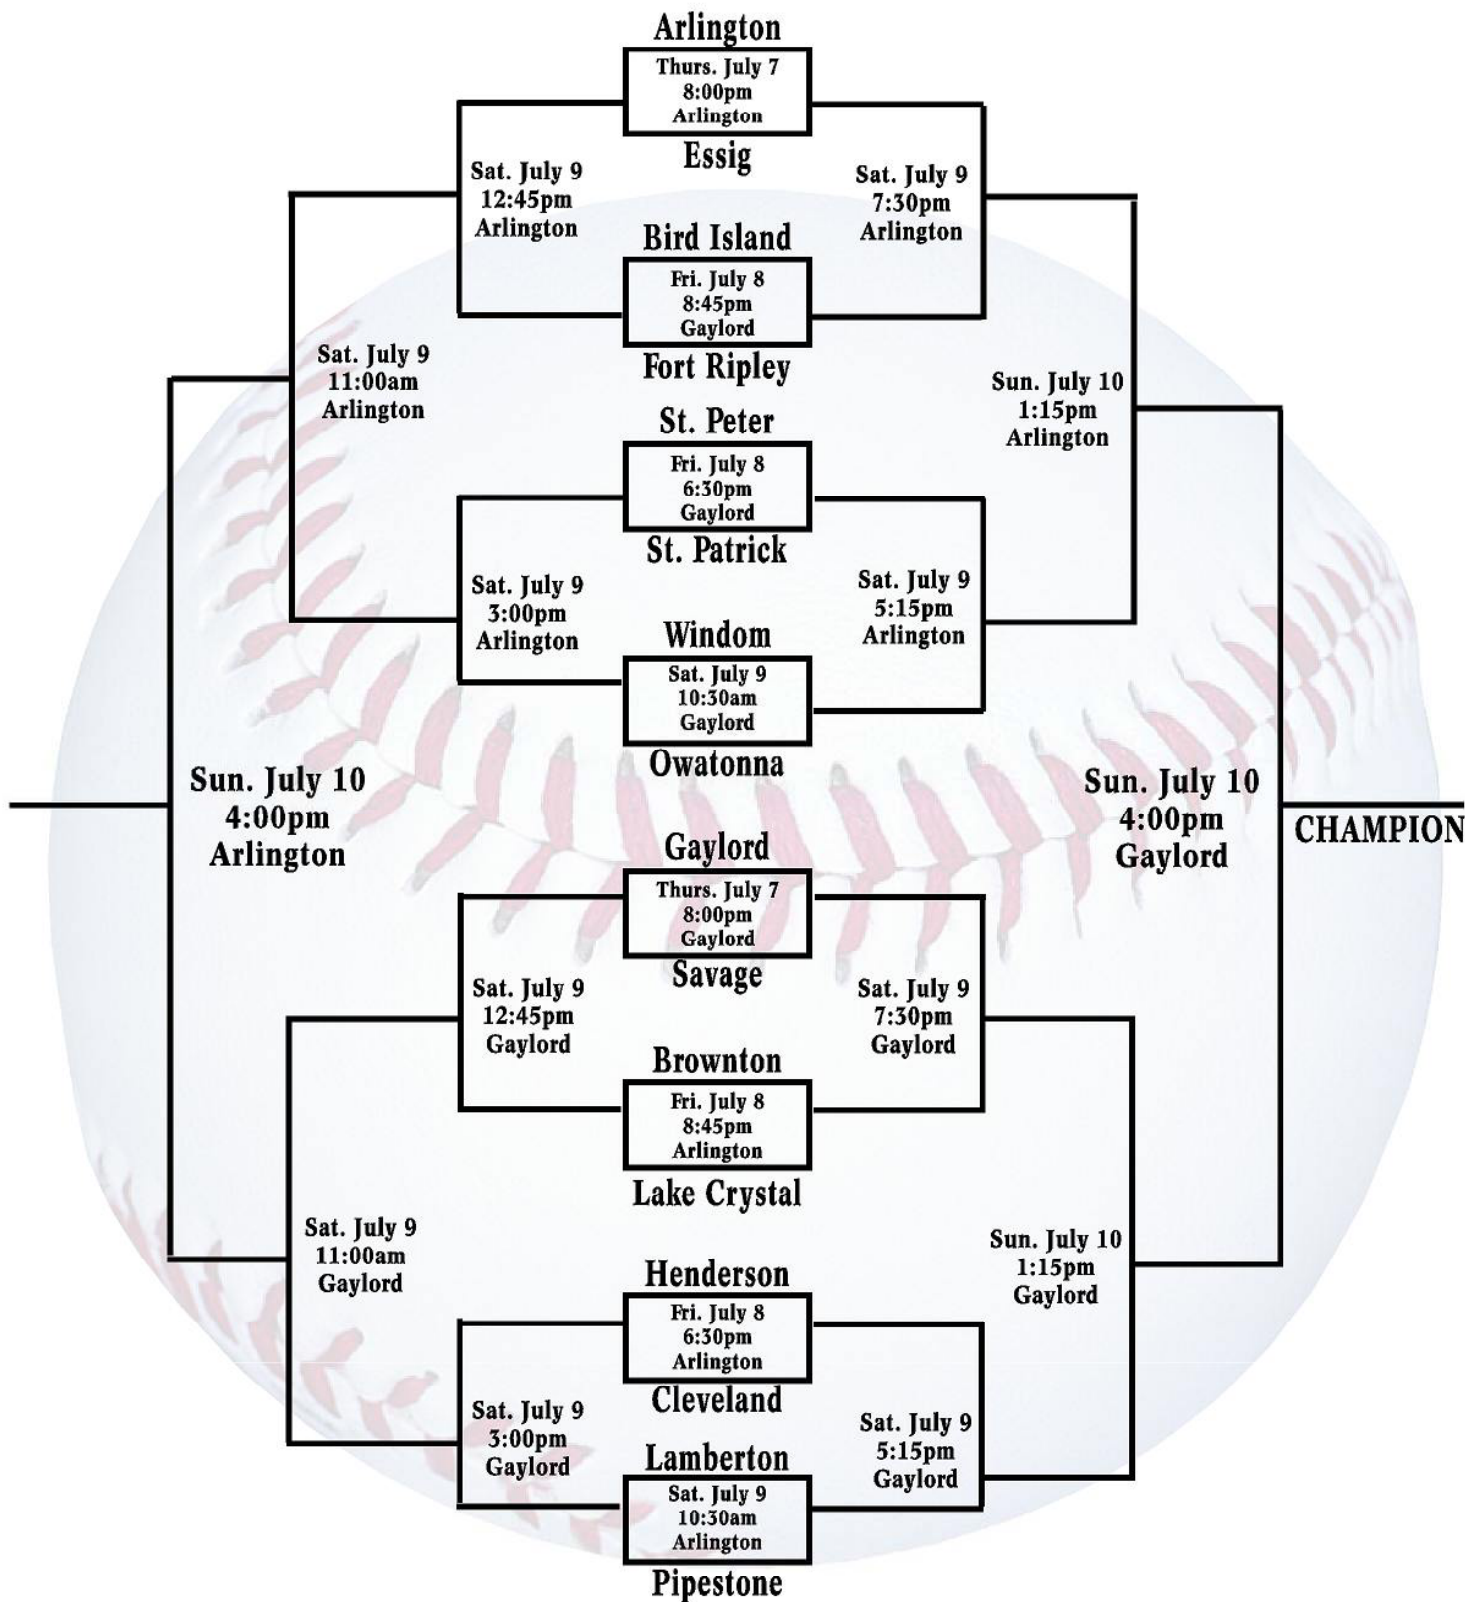 Arlington
Thurs. July 7
8:00pm
Arlington
Essig
Sat. July 9
12:45pm
Arlington
Sat. July 9
7:30pm
Arlington
Bird Island
Fri. July 8
8:45pm
Gaylord
Fort Ripley
Sat. July 9
11:00am
Arlington
Sun. July 10
1:15pm
Arlington
St. Peter
Fri. July 8
6:30pm
Gaylord
St. Patrick
Sat. July 9
3:00pm
Arlington
Sat. July 9
5:15pm
Arlington
Windom
Sat. July 9
10:30am
Gaylord
Owatonna
Sun. July 10
4:00pm
Arlington
Sun. July 10
4:00pm
Gaylord
CHAMPION
Gaylord
Thurs. July 7
8:00pm
Gaylord
Savage
Sat. July 9
12:45pm
Gaylord
Sat. July 9
7:30pm
Gaylord
Brownton
Fri. July 8
8:45pm
Arlington
Lake Crystal
Sat. July 9
11:00am
Gaylord
Sun. July 10
1:15pm
Gaylord
Henderson
Fri. July 8
6:30pm
Arlington
Cleveland
Sat. July 9
3:00pm
Gaylord
Sat. July 9
5:15pm
Gaylord
Lamberton
Sat. July 9
10:30am
Arlington
Pipestone